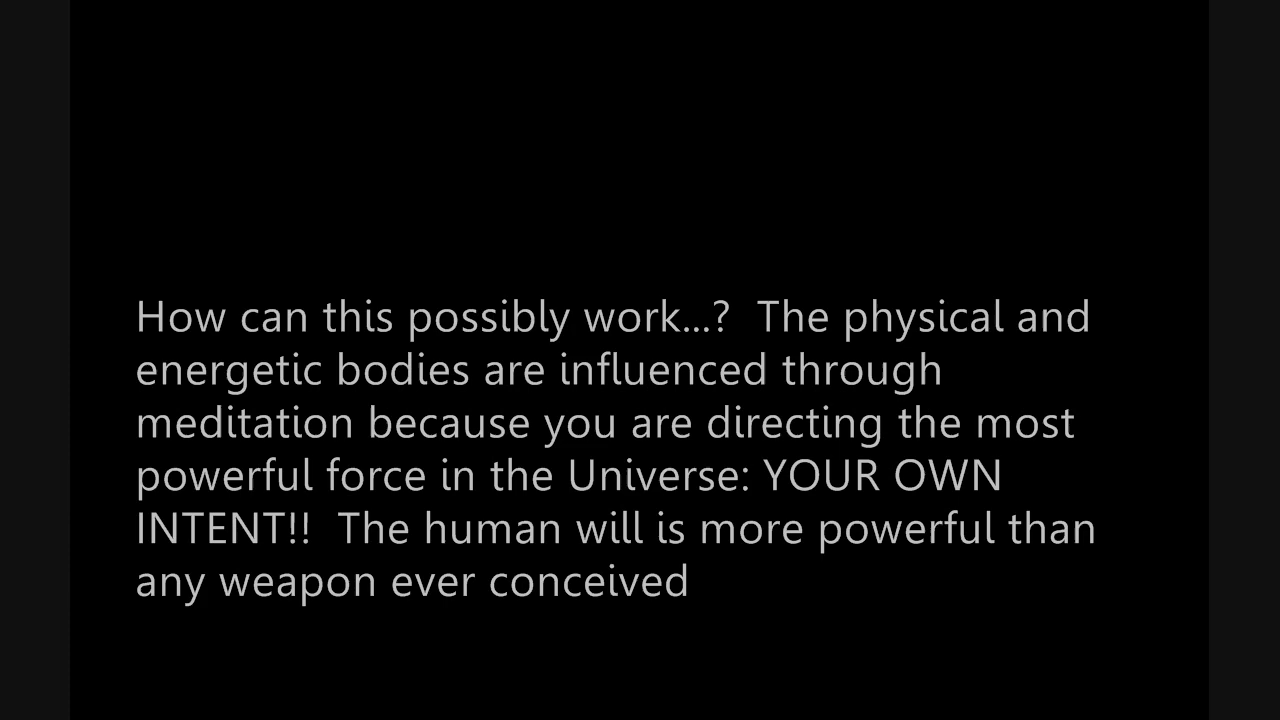 How can this possibly work...?  The physical and
energetic bodies are influenced through
meditation because you are directing the most
powerful force in the Universe: YOUR OWN
INTENT!!  The human will is more powerful than
any weapon ever conceived